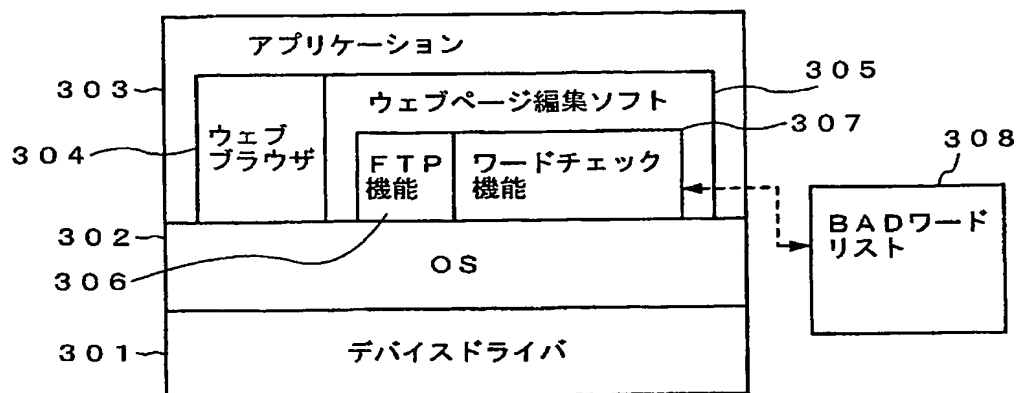 アプリケーション
303
305
ウェブページ編集ソフト
307
ウェブ
ブラウザ
304
FTP
機能
ワードチェック
機能
308
BADワード
リスト
302
306
OS
301
デバイスドライバ